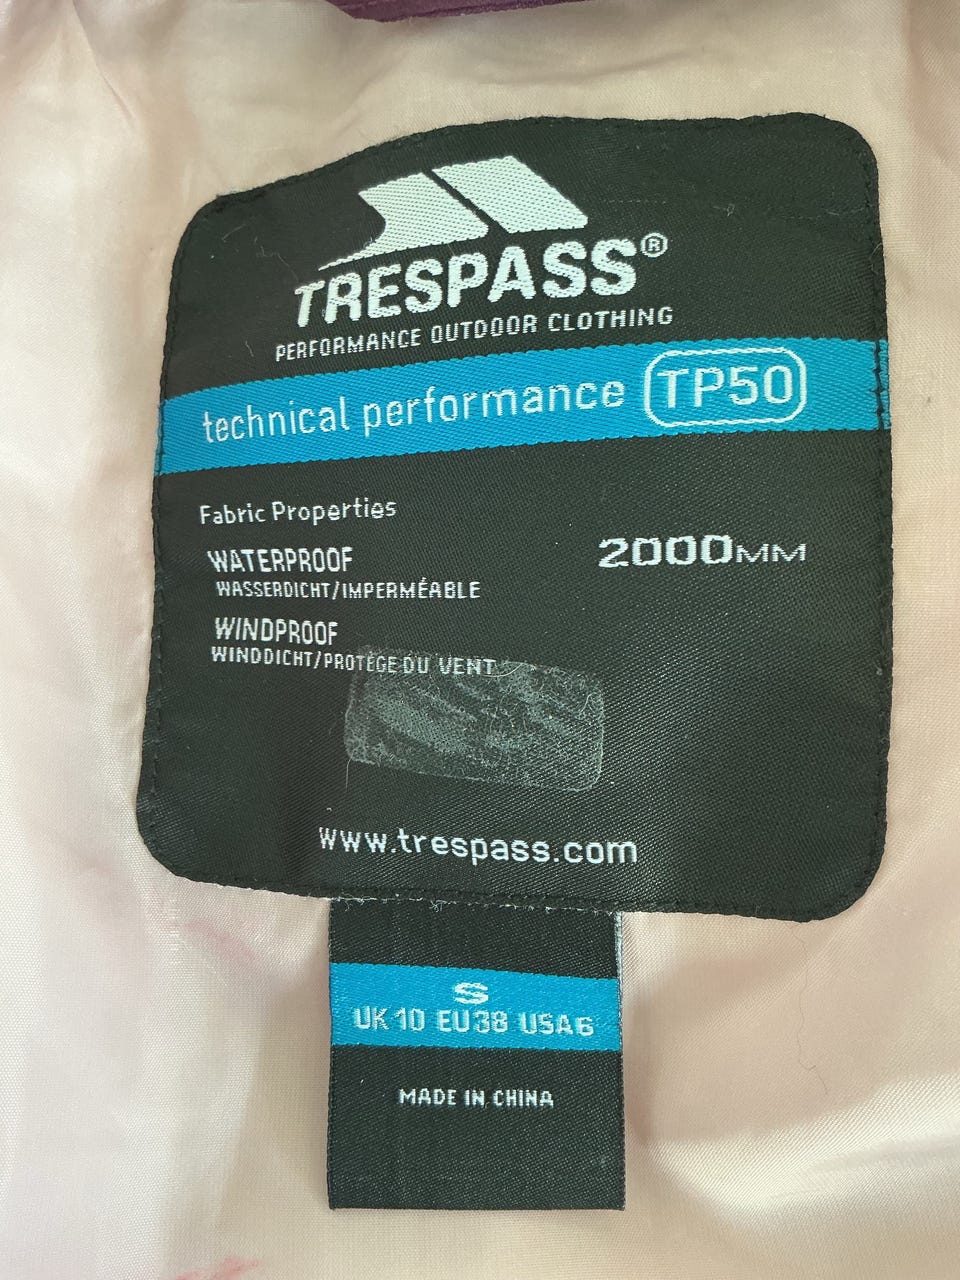 TRESPASS®
PERFORMANCE OUTDOOR CLOTHING
technical performance TP50
Fabric Properties
WATERPROOF 2000MM
WASSERDICHT/IMPERMÉABLE
WINDPROOF
WINDDICHT/PROTÉGE DU VENT
www.trespass.com
S
UK 10 EU38 USA6
MADE IN CHINA